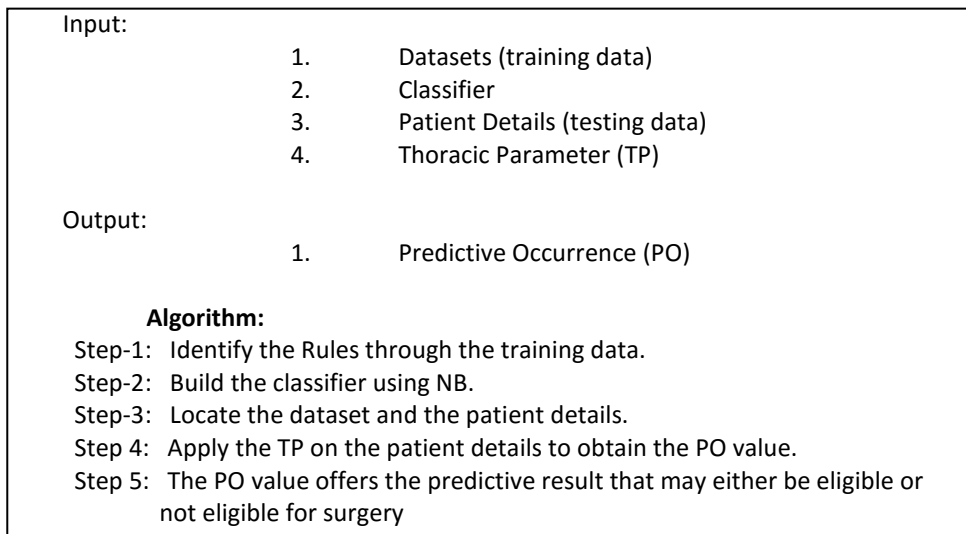 Input:
1. Datasets (training data)
2. Classifier
3. Patient Details (testing data)
4. Thoracic Parameter (TP)
Output:
1. Predictive Occurrence (PO)
Algorithm:
Step-1: Identify the Rules through the training data.
Step-2: Build the classifier using NB.
Step-3: Locate the dataset and the patient details.
Step 4: Apply the TP on the patient details to obtain the PO value.
Step 5: The PO value offers the predictive result that may either be eligible or
not eligible for surgery